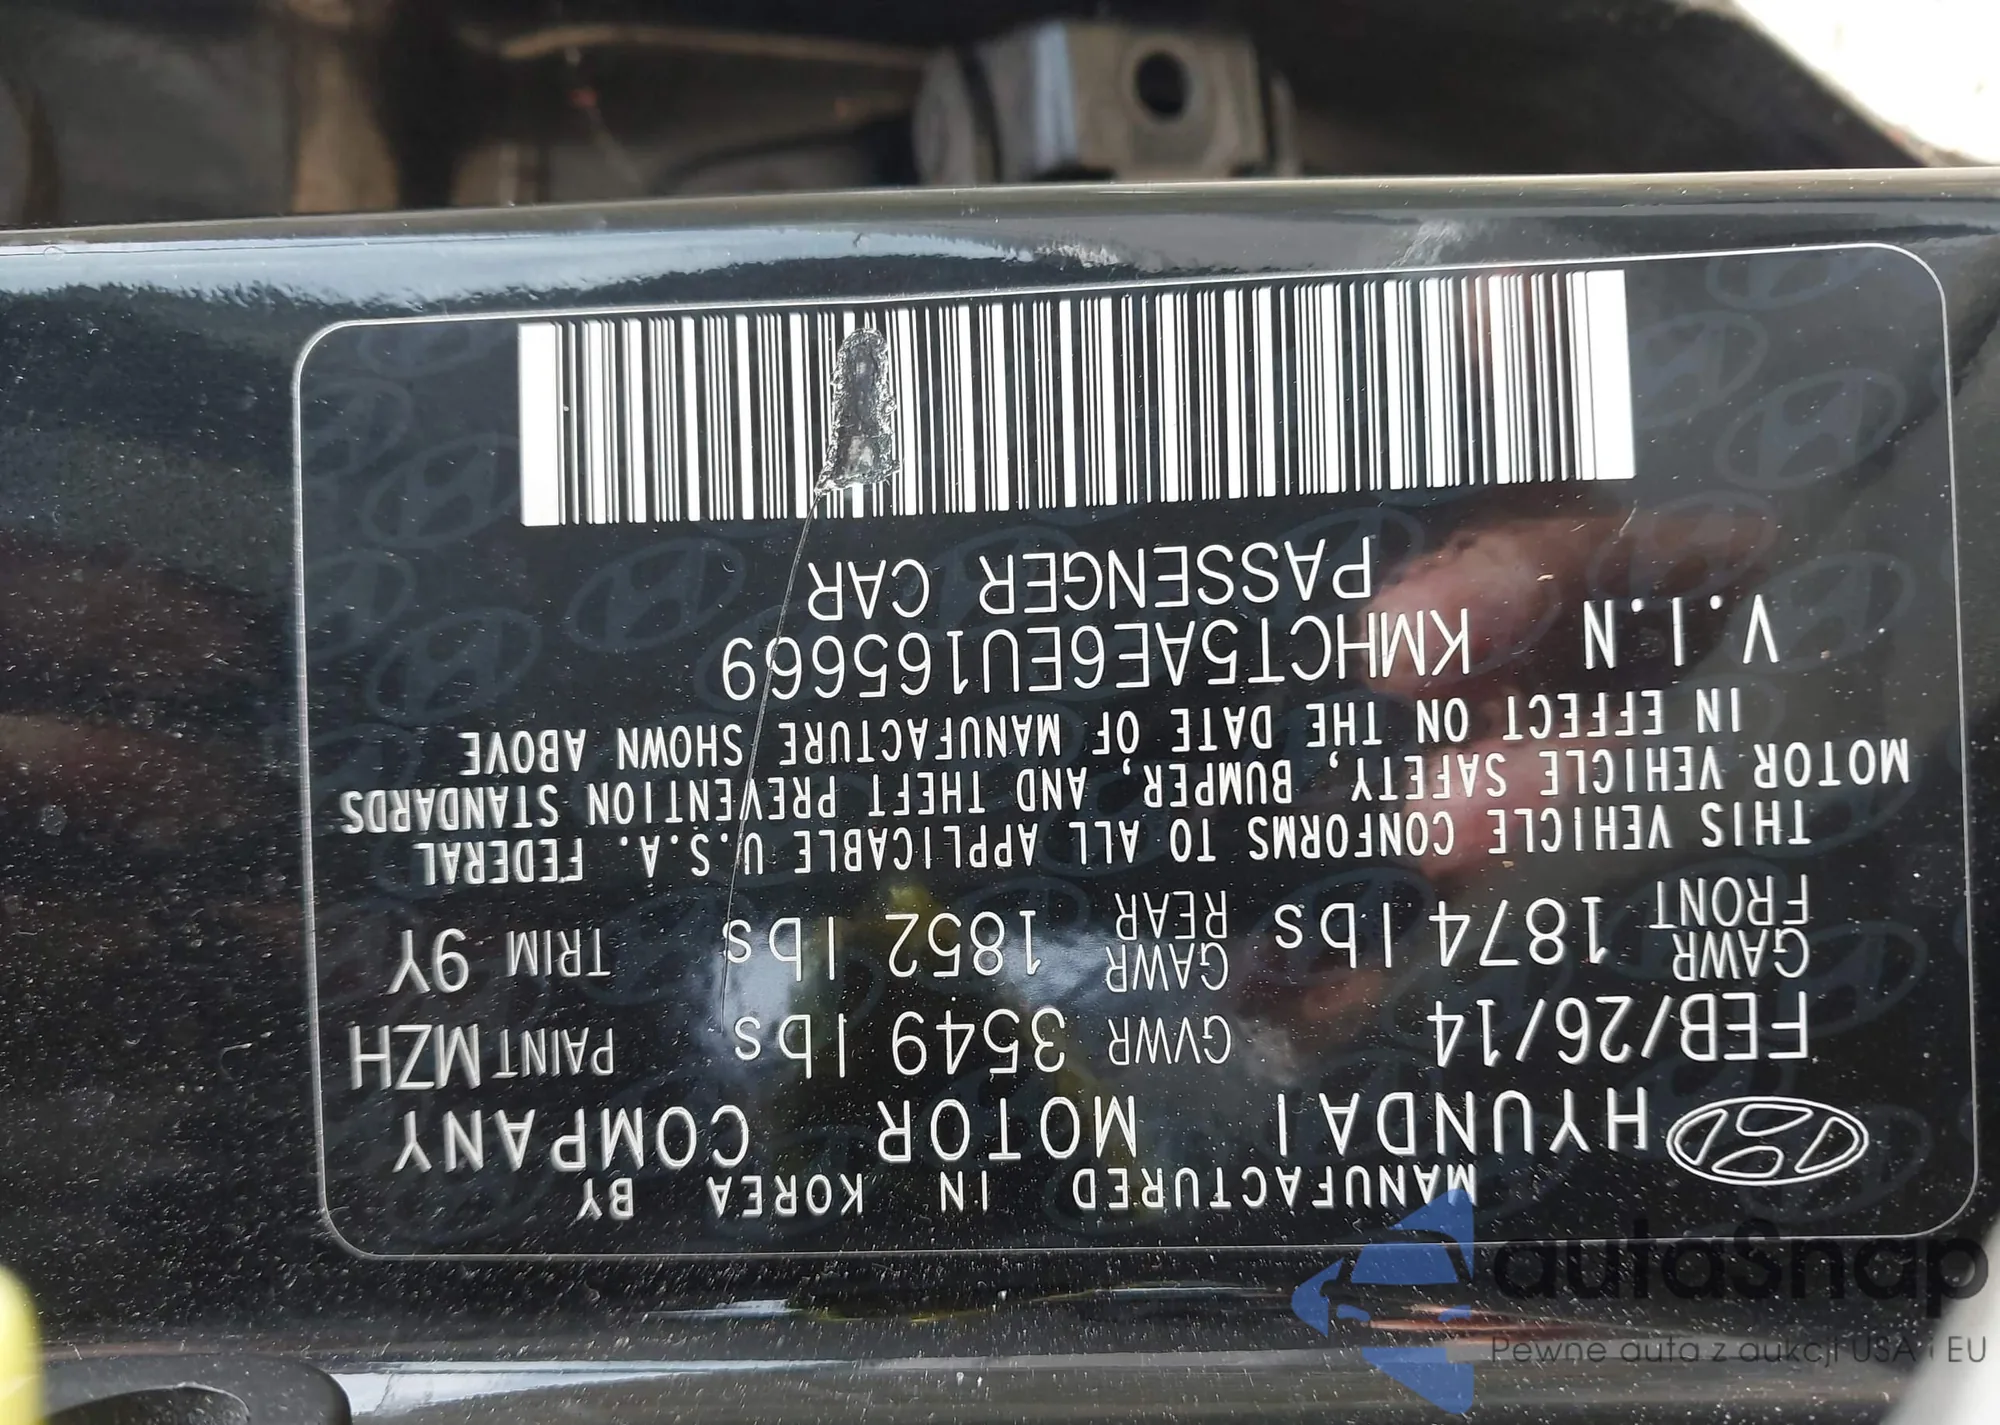 MANUFACTURED IN KOREA BY
HYUNDAI MOTOR COMPANY
FEB/26/14 GVWR 3549 lbs PAINT MZH
GAWR FRONT 1874 lbs GAWR REAR 1852 lbs TRIM 9Y
THIS VEHICLE CONFORMS TO ALL APPLICABLE U.S.A. FEDERAL
MOTOR VEHICLE SAFETY, BUMPER, AND THEFT PREVENTION STANDARDS
IN EFFECT ON THE DATE OF MANUFACTURE SHOWN ABOVE
V.I.N KMHCT5AE6EU165669
PASSENGER CAR
autaSnap
Pewne auta z aukcji USA i EU